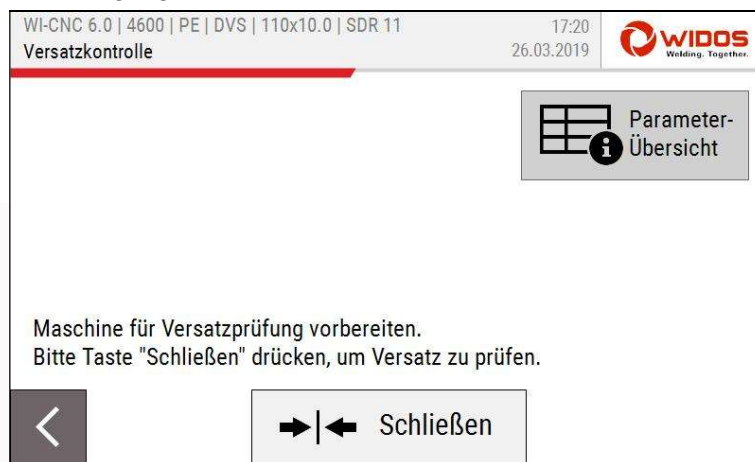 WI-CNC 6.0 | 4600 | PE | DVS | 110x10.0 | SDR 11
17:20
Versatzkontrolle
26.03.2019
WIDOS
Welding. Together.
Parameter-
Übersicht
Maschine für Versatzprüfung vorbereiten.
Bitte Taste "Schließen" drücken, um Versatz zu prüfen.
Schließen